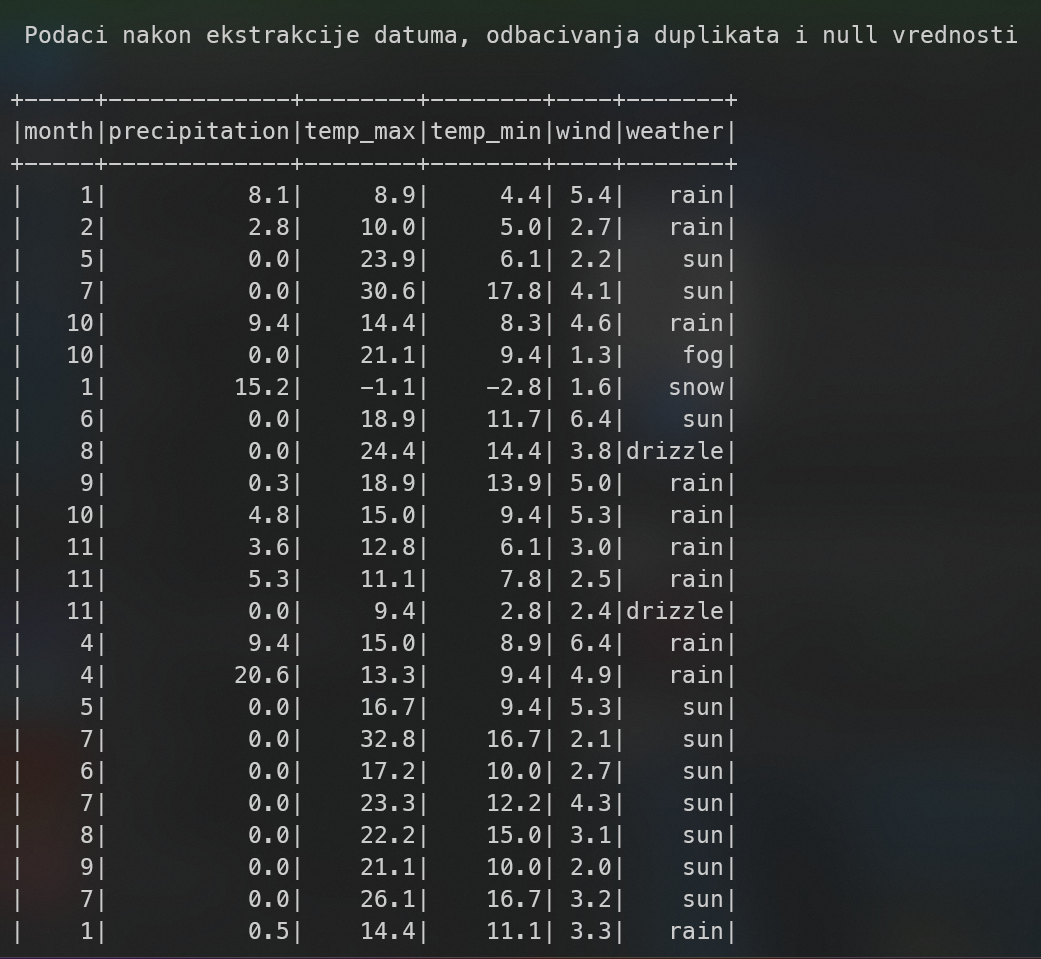 Podaci nakon ekstrakcije datuma, odbacivanja duplikata i null vrednosti
+-----+-------------+--------+--------+----+-------+
|month|precipitation|temp_max|temp_min|wind|weather|
+-----+-------------+--------+--------+----+-------+
|    1|          8.1|     8.9|     4.4| 5.4|   rain|
|    2|          2.8|    10.0|     5.0| 2.7|   rain|
|    5|          0.0|    23.9|     6.1| 2.2|    sun|
|    7|          0.0|    30.6|    17.8| 4.1|    sun|
|   10|          9.4|    14.4|     8.3| 4.6|   rain|
|   10|          0.0|    21.1|     9.4| 1.3|    fog|
|    1|         15.2|    -1.1|    -2.8| 1.6|   snow|
|    6|          0.0|    18.9|    11.7| 6.4|    sun|
|    8|          0.0|    24.4|    14.4| 3.8|drizzle|
|    9|          0.3|    18.9|    13.9| 5.0|   rain|
|   10|          4.8|    15.0|     9.4| 5.3|   rain|
|   11|          3.6|    12.8|     6.1| 3.0|   rain|
|   11|          5.3|    11.1|     7.8| 2.5|   rain|
|   11|          0.0|     9.4|     2.8| 2.4|drizzle|
|    4|          9.4|    15.0|     8.9| 6.4|   rain|
|    4|         20.6|    13.3|     9.4| 4.9|   rain|
|    5|          0.0|    16.7|     9.4| 5.3|    sun|
|    7|          0.0|    32.8|    16.7| 2.1|    sun|
|    6|          0.0|    17.2|    10.0| 2.7|    sun|
|    7|          0.0|    23.3|    12.2| 4.3|    sun|
|    8|          0.0|    22.2|    15.0| 3.1|    sun|
|    9|          0.0|    21.1|    10.0| 2.0|    sun|
|    7|          0.0|    26.1|    16.7| 3.2|    sun|
|    1|          0.5|    14.4|    11.1| 3.3|   rain|